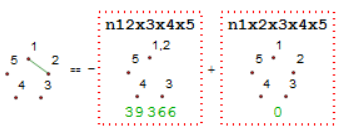 n12x3x4x5 n1x2x3x4x5
1 1,2 1
5 2 5 5 2
== - +
4 3 4 3 4 3
39366 0